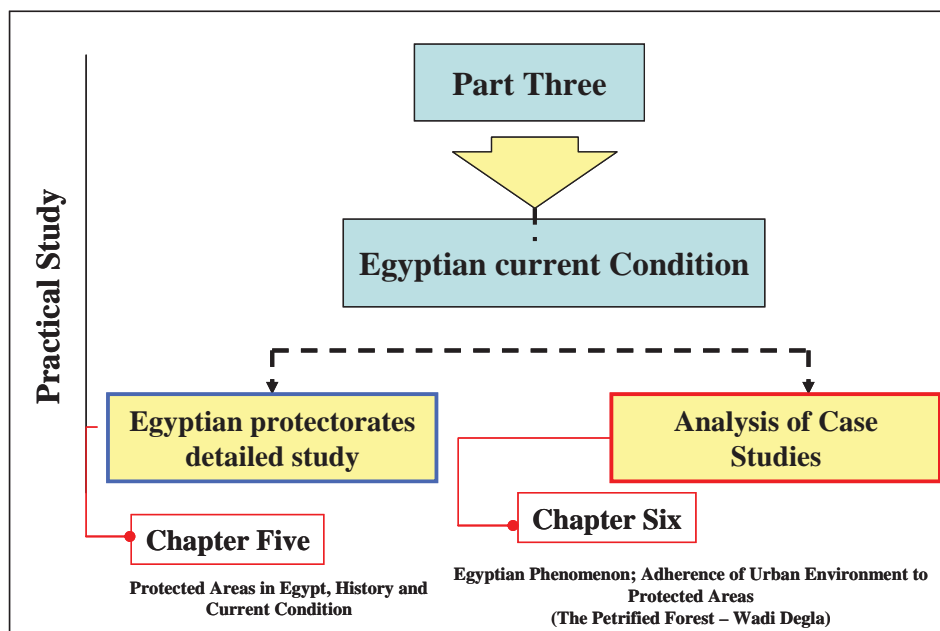 Practical Study
Part Three
Egyptian current Condition
Egyptian protectorates
detailed study
Analysis of Case
Studies
Chapter Five
Chapter Six
Protected Areas in Egypt, History and
Current Condition
Egyptian Phenomenon; Adherence of Urban Environment to
Protected Areas
(The Petrified Forest – Wadi Degla)